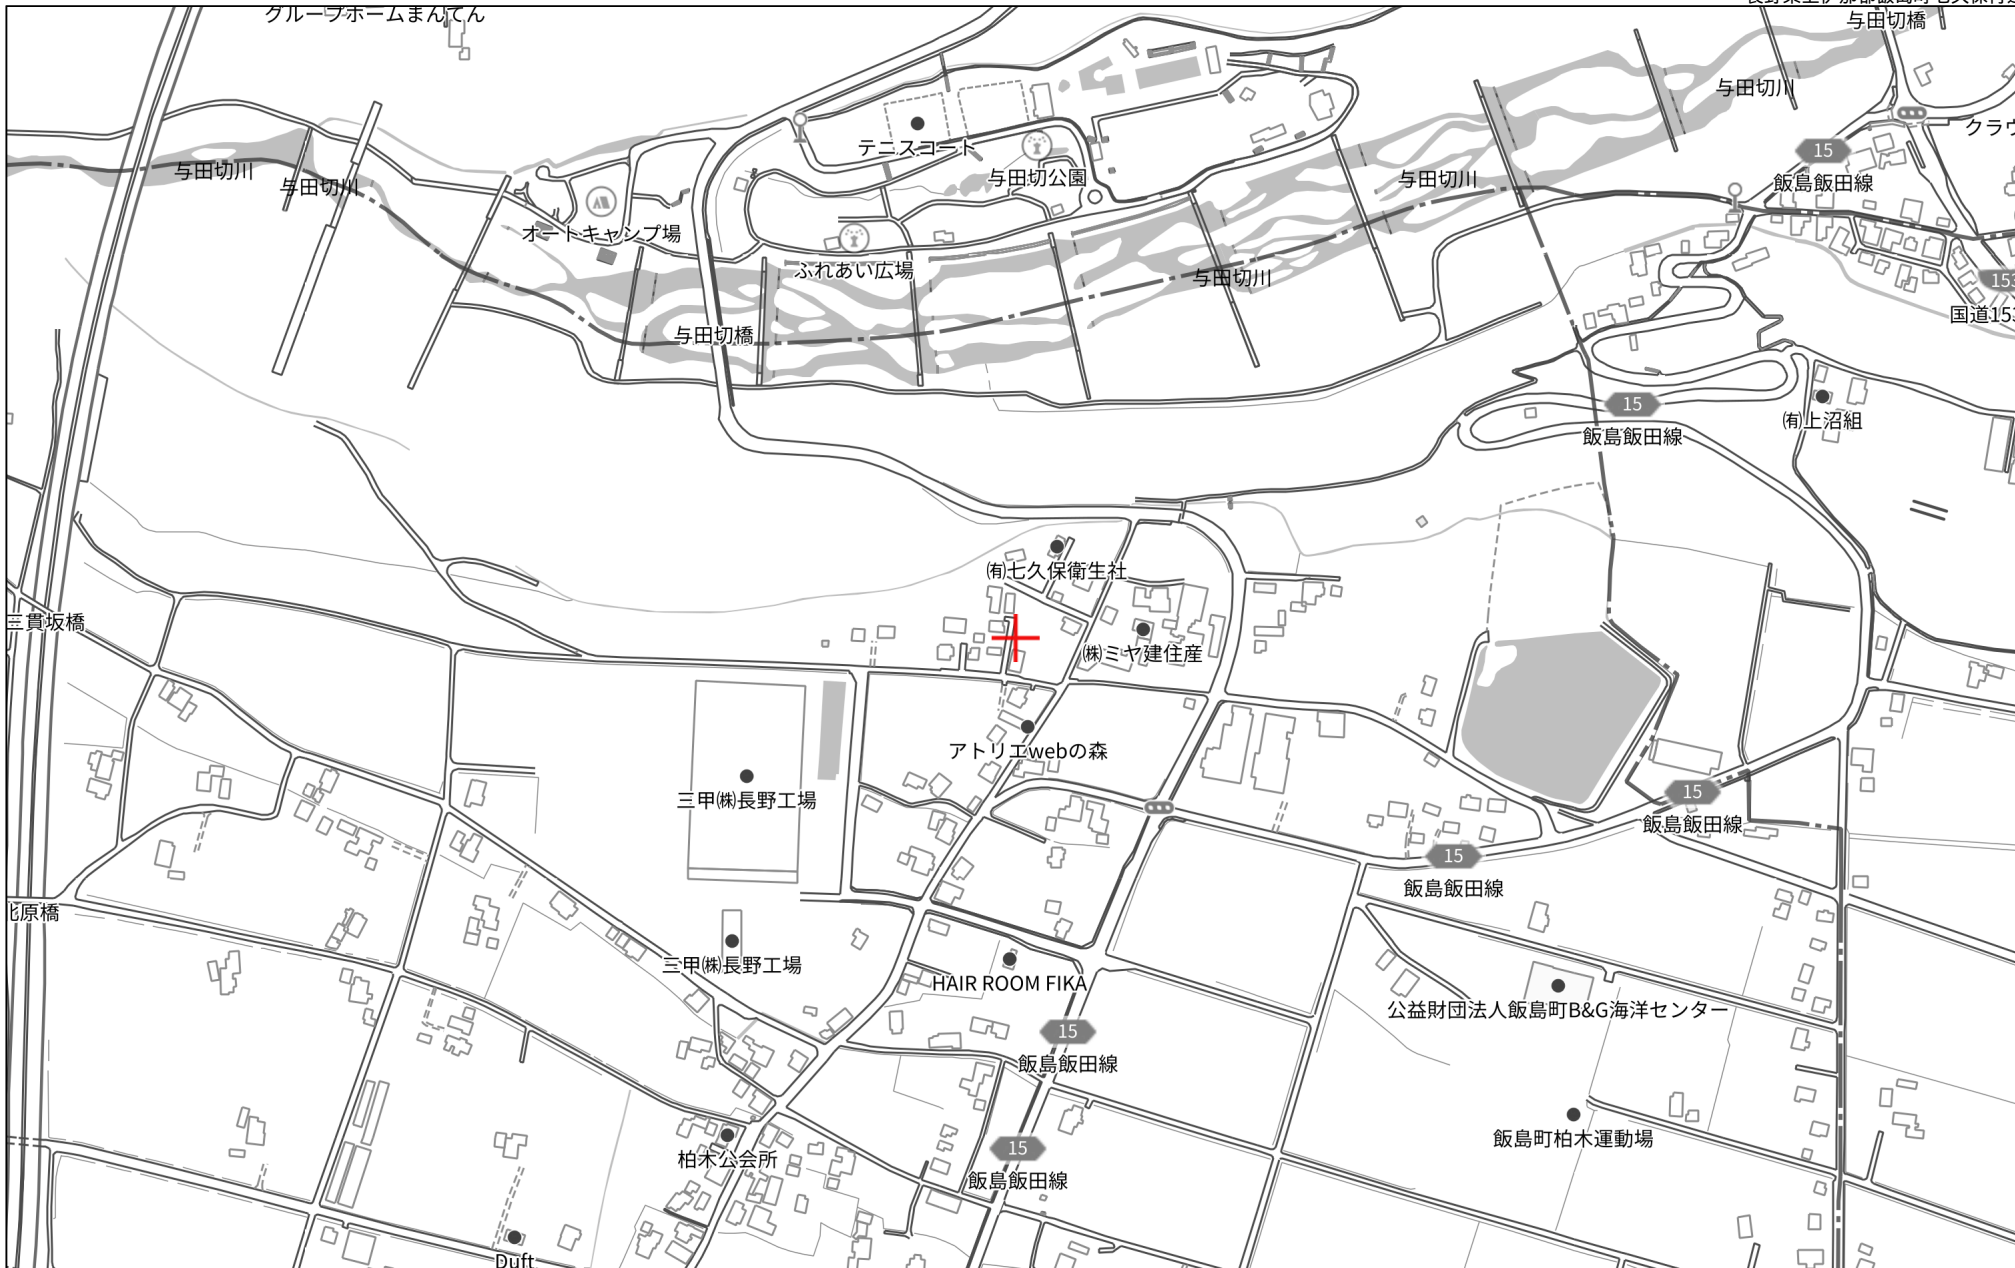 グループホームまんてん
与田切橋
与田切川
クラウ
15
飯島飯田線
テニスコート
与田切公園
与田切川
与田切川
与田切川
オートキャンプ場
ふれあい広場
与田切川
153
国道153
与田切橋
15
飯島飯田線
㈲上沼組
㈲七久保衛生社
三貫坂橋
㈱ミヤ建住産
アトリエwebの森
三甲㈱長野工場
15
飯島飯田線
15
飯島飯田線
北原橋
三甲㈱長野工場
HAIR ROOM FIKA
公益財団法人飯島町B&G海洋センター
15
飯島飯田線
飯島町柏木運動場
15
飯島飯田線
柏木公会所
Duft